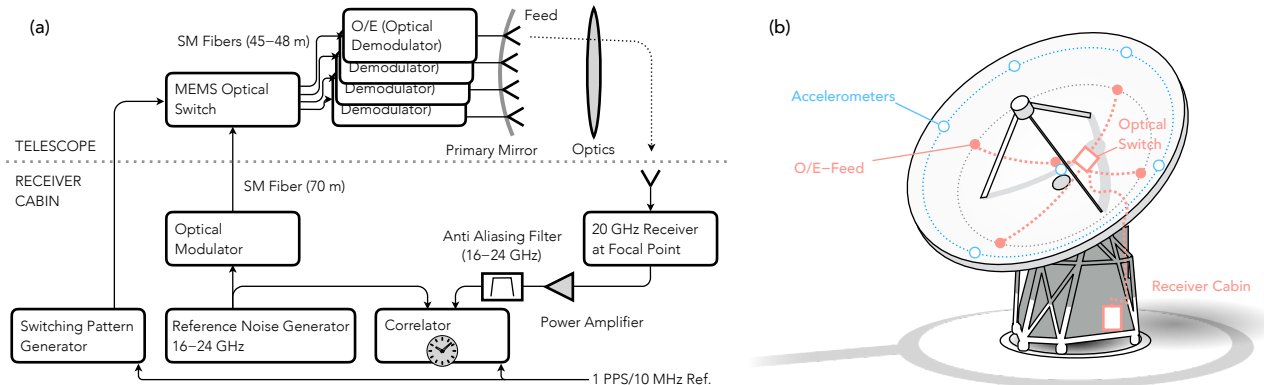 (a)
SM Fibers (45–48 m)
O/E (Optical
Demodulator)
Demodulator)
Demodulator)
Demodulator)
Feed
MEMS Optical
Switch
Primary Mirror
Optics
TELESCOPE
RECEIVER
CABIN
SM Fiber (70 m)
Optical
Modulator
Anti Aliasing Filter
(16–24 GHz)
20 GHz Receiver
at Focal Point
Power Amplifier
Switching Pattern
Generator
Reference Noise Generator
16–24 GHz
Correlator
1 PPS/10 MHz Ref.
(b)
Accelerometers
Optical
Switch
O/E–Feed
Receiver Cabin